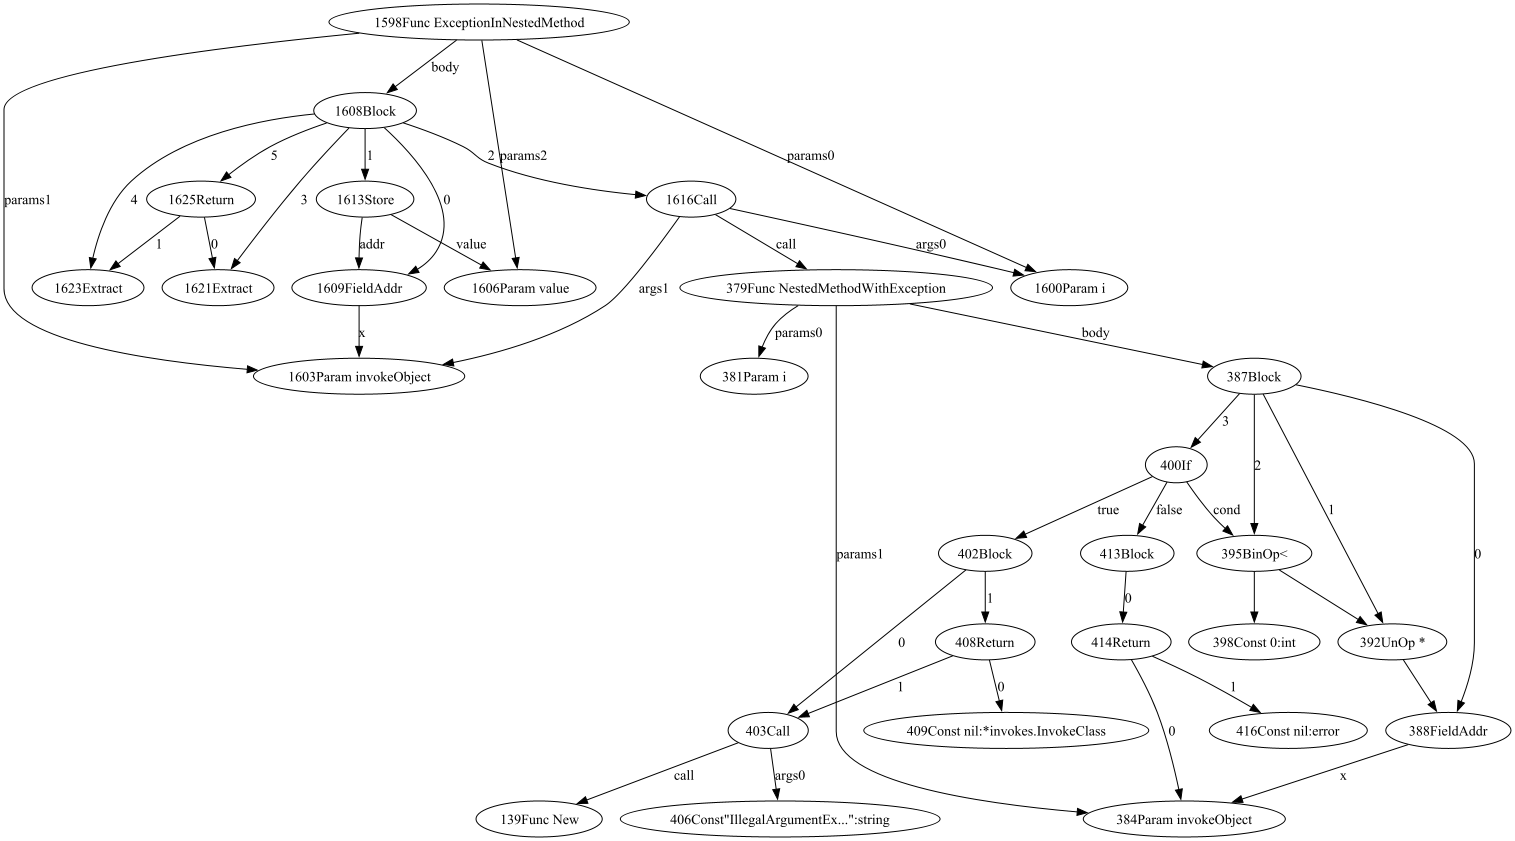 1598Func ExceptionInNestedMethod
body
1608Block
5
1
2
params2
params0
params1
4
1625Return
3
1613Store
0
1616Call
1
0
addr
value
call
args0
1623Extract
1621Extract
1609FieldAddr
1606Param value
args1
379Func NestedMethodWithException
1600Param i
x
params0
body
1603Param invokeObject
381Param i
387Block
3
400If
2
1
true
false
cond
params1
402Block
413Block
395BinOp<
0
1
0
0
408Return
414Return
398Const 0:int
392UnOp *
1
0
1
403Call
409Const nil:*invokes.InvokeClass
0
416Const nil:error
388FieldAddr
call
args0
x
139Func New
406Const"IllegalArgumentEx...":string
384Param invokeObject